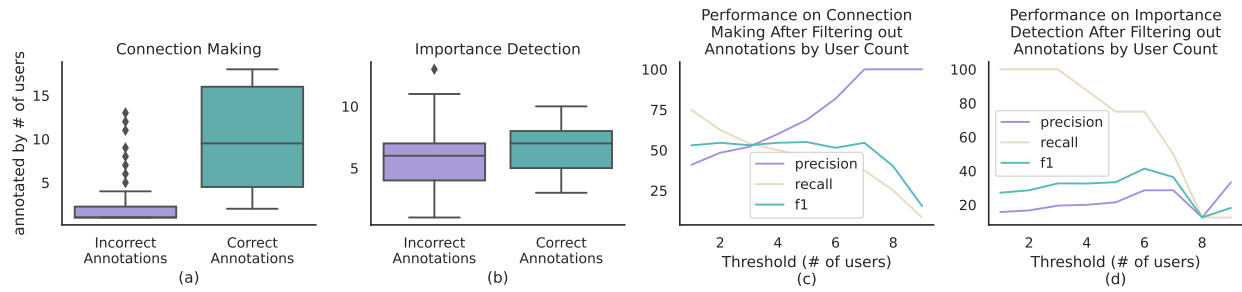 Connection Making
annotated by # of users
15
10
5
Incorrect
Annotations
Correct
Annotations
(a)
Importance Detection
10
5
Incorrect
Annotations
Correct
Annotations
(b)
Performance on Connection
Making After Filtering out
Annotations by User Count
100
75
50
25
precision
recall
f1
2 4 6 8
Threshold (# of users)
(c)
Performance on Importance
Detection After Filtering out
Annotations by User Count
100
80
60
40
20
precision
recall
f1
2 4 6 8
Threshold (# of users)
(d)